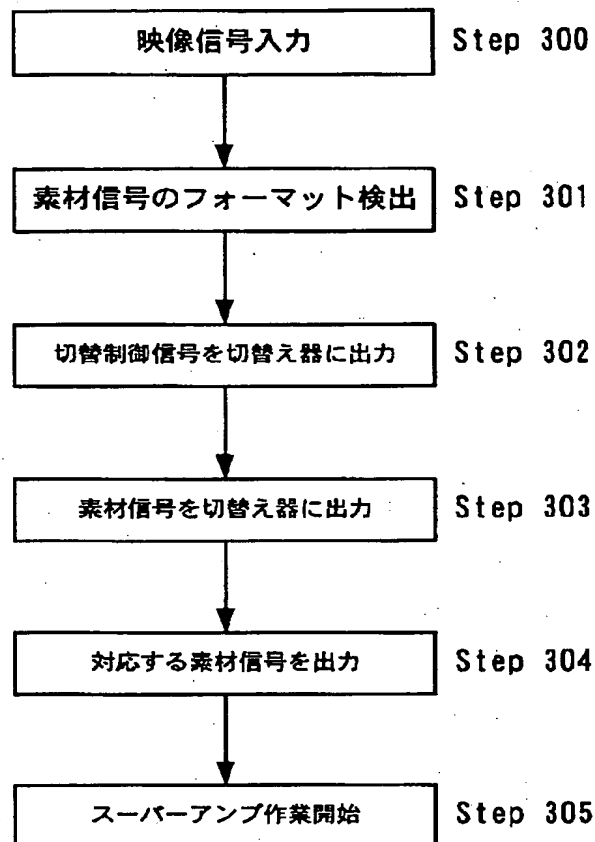 映像信号入力 Step 300
素材信号のフォーマット検出 Step 301
切替制御信号を切替え器に出力 Step 302
素材信号を切替え器に出力 Step 303
対応する素材信号を出力 Step 304
スーパーアンプ作業開始 Step 305